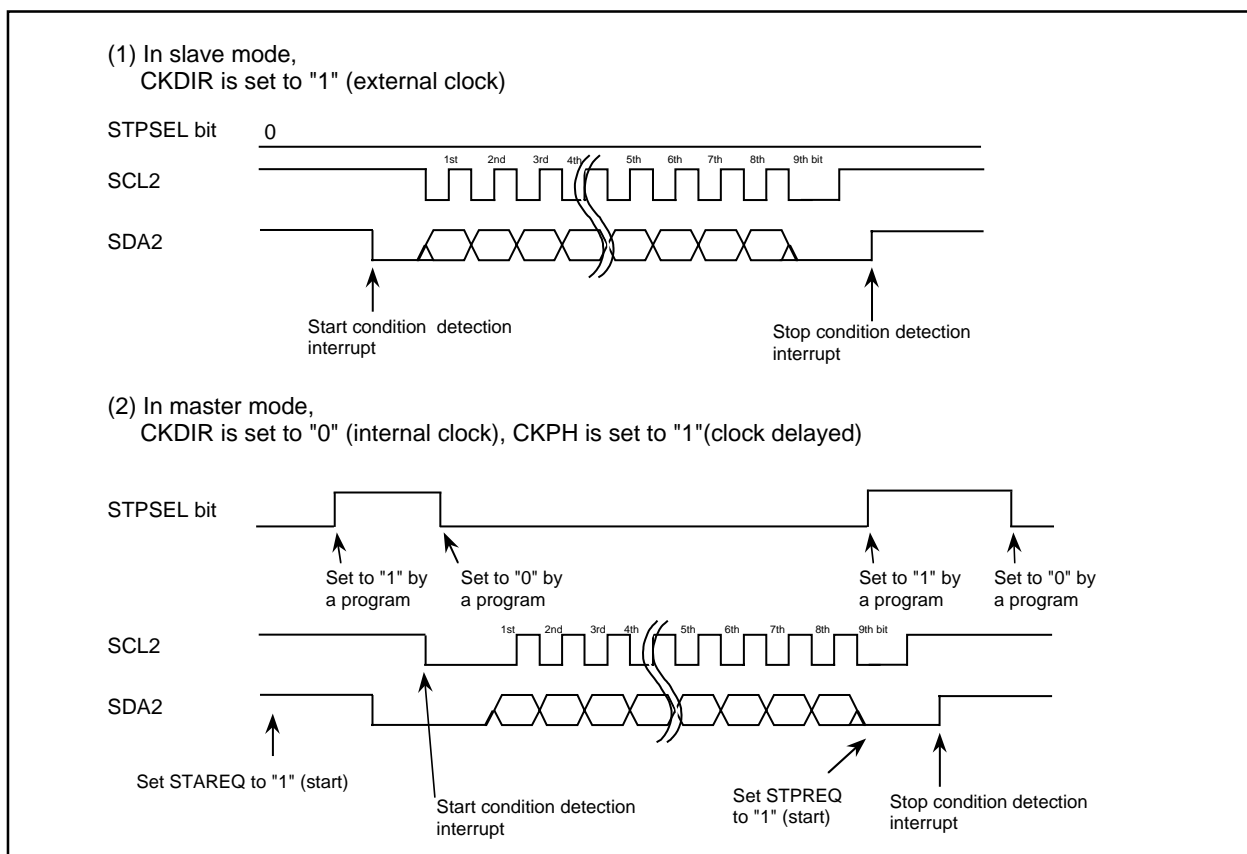 (1) In slave mode,
CKDIR is set to "1" (external clock)
STPSEL bit 0
1st 2nd 3rd 4th 5th 6th 7th 8th 9th bit
SCL2
SDA2
Start condition detection
interrupt
Stop condition detection
interrupt
(2) In master mode,
CKDIR is set to "0" (internal clock), CKPH is set to "1"(clock delayed)
STPSEL bit
Set to "1" by
a program
Set to "0" by
a program
Set to "1" by
a program
Set to "0" by
a program
1st 2nd 3rd 4th 5th 6th 7th 8th 9th bit
SCL2
SDA2
Set STAREQ to "1" (start)
Start condition detection
interrupt
Set STPREQ
to "1" (start)
Stop condition detection
interrupt